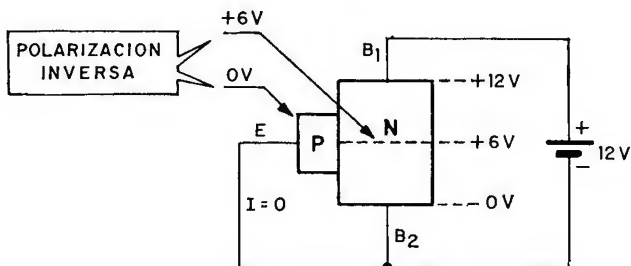 +6V
POLARIZACION
INVERSA
0V
B1
+12V
E
P
N
+6V
+
12V
-
I=0
0V
B2